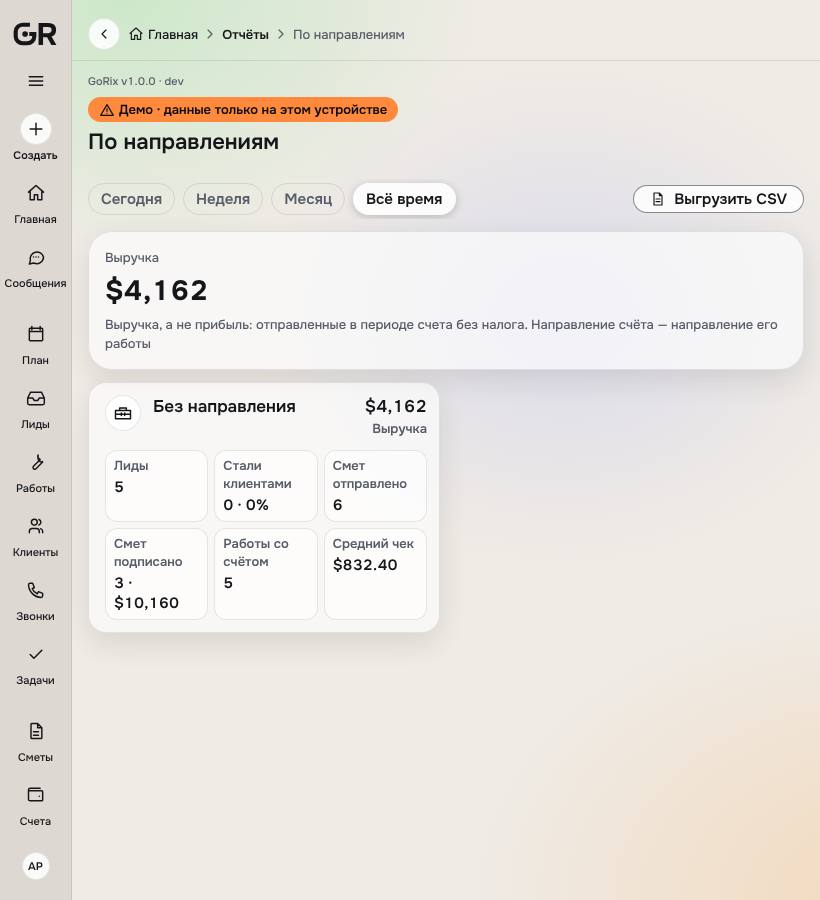 GR
Главная
Отчёты
По направлениям
GoRix v1.0.0 · dev
Демо · данные только на этом устройстве
По направлениям
Создать
Главная
Сообщения
План
Лиды
Работы
Клиенты
Звонки
Задачи
Сметы
Счета
AP
Сегодня
Неделя
Месяц
Всё время
Выгрузить CSV
Выручка
$4,162
Выручка, а не прибыль: отправленные в периоде счета без налога. Направление счёта — направление его
работы
Без направления
$4,162
Выручка
Лиды
5
Стали
клиентами
0 · 0%
Смет
отправлено
6
Смет
подписано
3 ·
$10,160
Работы со
счётом
5
Средний чек
$832.40